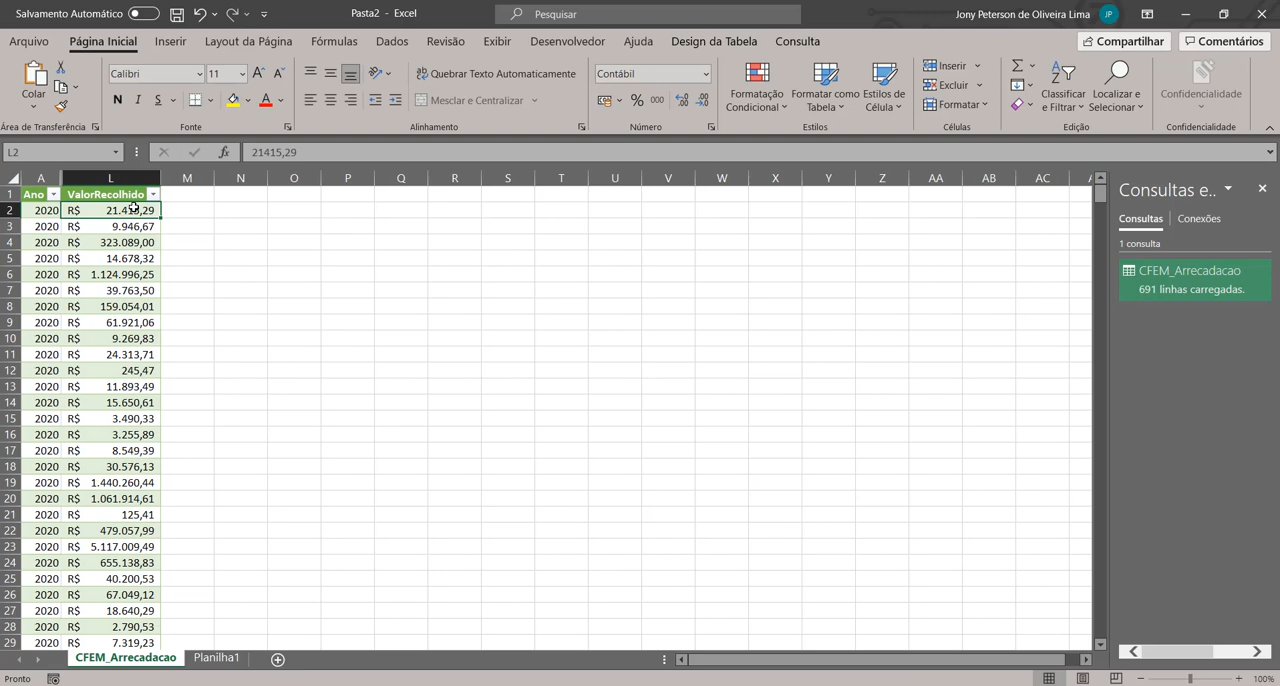 Salvamento Automático
Pasta2 - Excel
Pesquisar
Jony Peterson de Oliveira Lima
JP
Arquivo Página Inicial Inserir Layout da Página Fórmulas Dados Revisão Exibir Desenvolvedor Ajuda Design da Tabela Consulta
Compartilhar
Comentários
Colar
Calibri 11
N I S
Quebrar Texto Automaticamente
Mesclar e Centralizar
Contábil
% 000
Formatação Condicional
Formatar como Tabela
Estilos de Célula
Inserir
Excluir
Formatar
Classificar e Filtrar
Localizar e Selecionar
Confidencialidade
Área de Transferência Fonte Alinhamento Número Estilos Células Edição Confidencialidade
L2 fx 21415,29
A L M N O P Q R S T U V W X Y Z AA AB AC
1 Ano ValorRecolhido
2 2020 R$ 21.415,29
3 2020 R$ 9.946,67
4 2020 R$ 323.089,00
5 2020 R$ 14.678,32
6 2020 R$ 1.124.996,25
7 2020 R$ 39.763,50
8 2020 R$ 159.054,01
9 2020 R$ 61.921,06
10 2020 R$ 9.269,83
11 2020 R$ 24.313,71
12 2020 R$ 245,47
13 2020 R$ 11.893,49
14 2020 R$ 15.650,61
15 2020 R$ 3.490,33
16 2020 R$ 3.255,89
17 2020 R$ 8.549,39
18 2020 R$ 30.576,13
19 2020 R$ 1.440.260,44
20 2020 R$ 1.061.914,61
21 2020 R$ 125,41
22 2020 R$ 479.057,99
23 2020 R$ 5.117.009,49
24 2020 R$ 655.138,83
25 2020 R$ 40.200,53
26 2020 R$ 67.049,12
27 2020 R$ 18.640,29
28 2020 R$ 2.790,53
29 2020 R$ 7.319,23
Consultas e..
Consultas Conexões
1 consulta
CFEM_Arrecadacao
691 linhas carregadas.
CFEM_Arrecadacao Planilha1
Pronto
100%